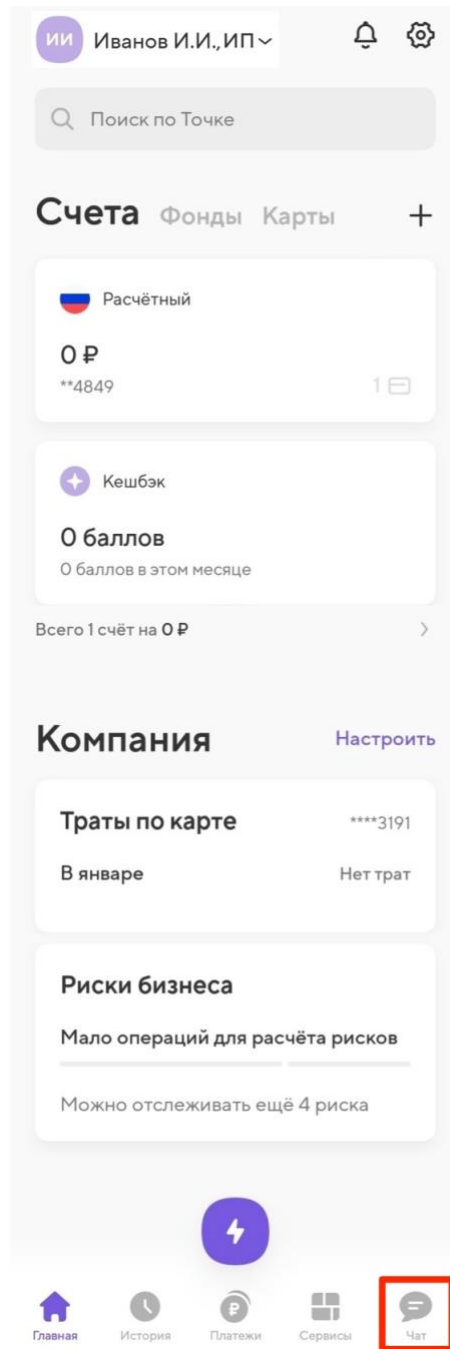 ИИ Иванов И.И.,ИП
Поиск по Точке
Счета Фонды Карты
Расчётный
0 ₽
**4849 1
Кешбэк
0 баллов
0 баллов в этом месяце
Всего 1 счёт на 0 ₽
Компания Настроить
Траты по карте ****3191
В январе Нет трат
Риски бизнеса
Мало операций для расчёта рисков
Можно отслеживать ещё 4 риска
Главная История Платежи Сервисы Чат